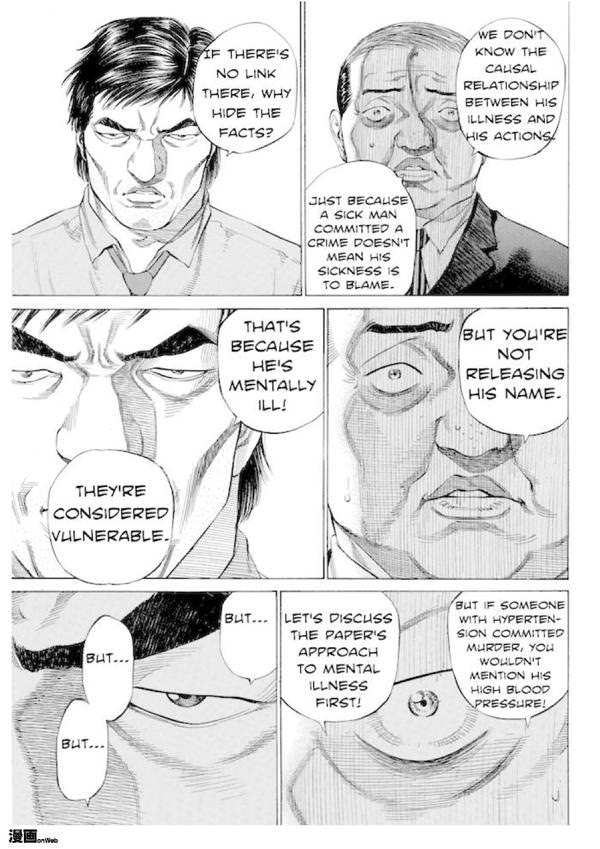 WE DON'T
KNOW THE
CAUSAL
RELATIONSHIP
BETWEEN HIS
ILLNESS AND
HIS ACTIONS.
JUST BECAUSE
A SICK MAN
COMMITTED A
CRIME DOESN'T
MEAN HIS
SICKNESS IS
TO BLAME.
IF THERE'S
NO LINK
THERE, WHY
HIDE THE
FACTS?
BUT YOU'RE
NOT
RELEASING
HIS NAME.
THAT'S
BECAUSE
HE'S
MENTALLY
ILL!
THEY'RE
CONSIDERED
VULNERABLE.
BUT IF SOMEONE
WITH HYPERTEN-
SION COMMITTED
MURDER, YOU
WOULDN'T
MENTION HIS
HIGH BLOOD
PRESSURE!
LET'S DISCUSS
THE PAPER'S
APPROACH
TO MENTAL
ILLNESS
FIRST!
BUT...
BUT...
BUT...
漫画onWeb